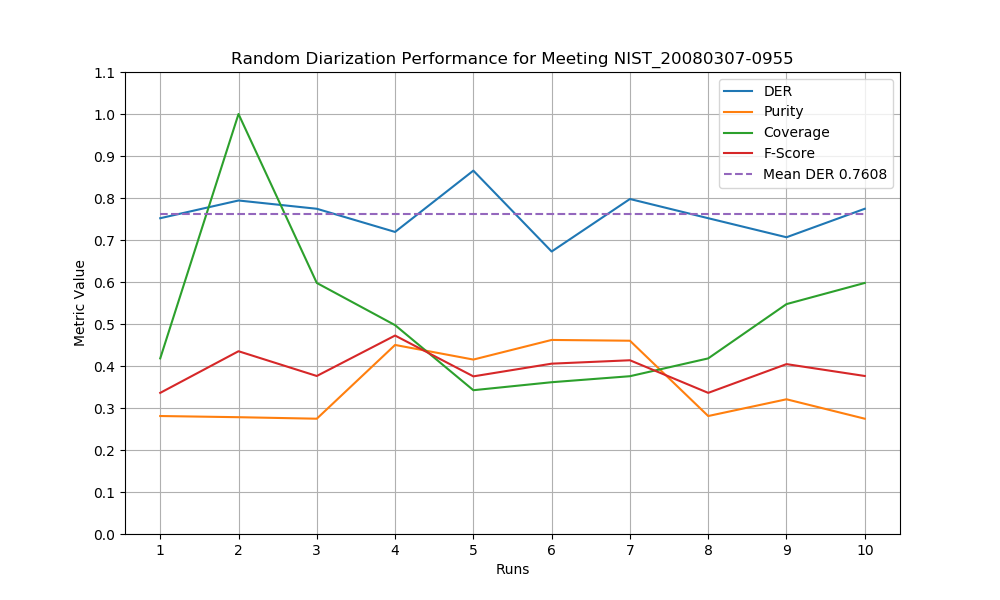 Random Diarization Performance for Meeting NIST_20080307-0955
1.1
1.0
0.9
0.8
0.7
0.6
0.5
0.4
0.3
0.2
0.1
0.0
Metric Value
DER
Purity
Coverage
F-Score
Mean DER 0.7608
1 2 3 4 5 6 7 8 9 10
Runs